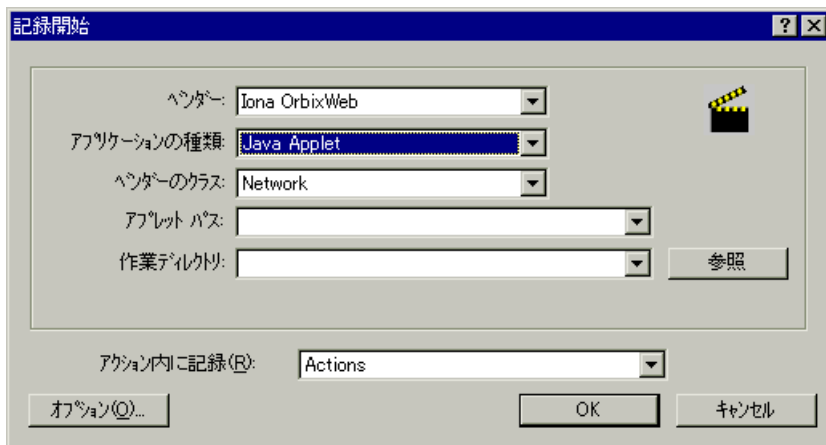 記録開始
ベンダー: Iona OrbixWeb
アプリケーションの種類: Java Applet
ベンダーのクラス: Network
アプレット パス:
作業ディレクトリ: 参照
アクション内に記録(R): Actions
オプション(O)... OK キャンセル